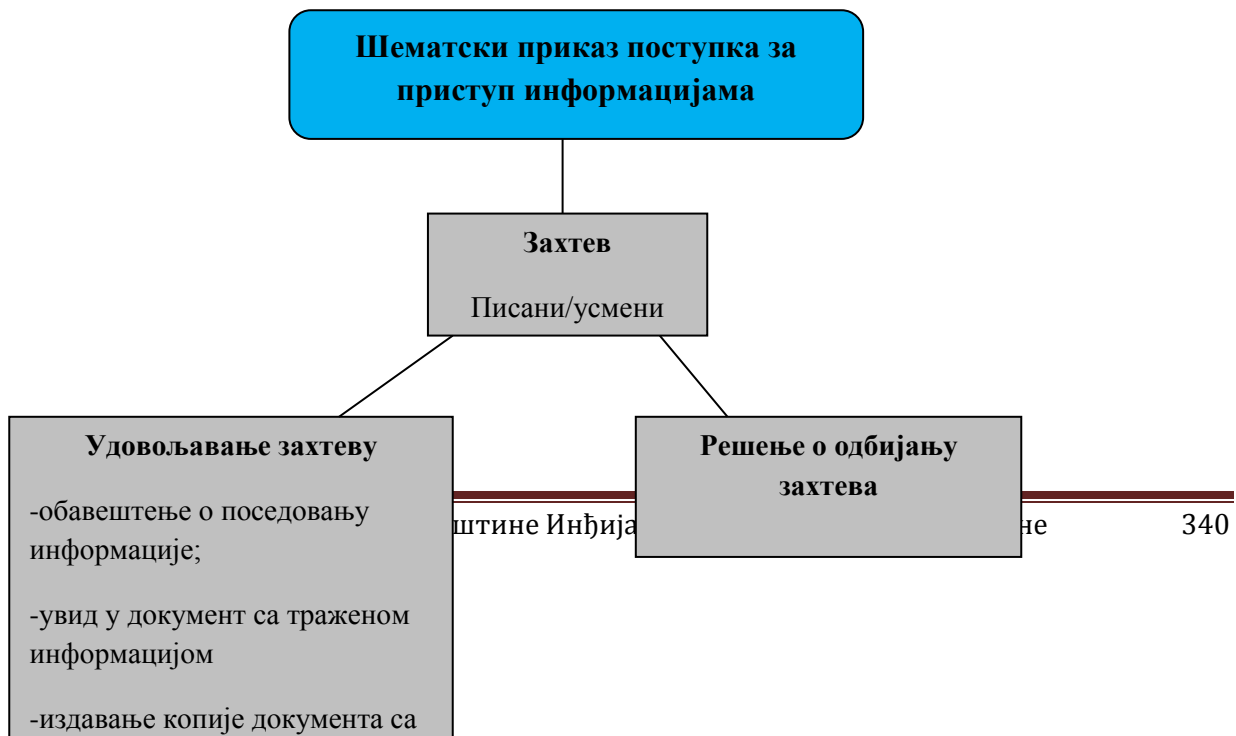 Шематски приказ поступка за
приступ информацијама
Захтев
Писани/усмени
Удовољавање захтеву
-обавештење о поседовању
информације;
-увид у документ са траженом
информацијом
-издавање копије документа са
Решење о одбијању
захтева
штине Инђија не 340